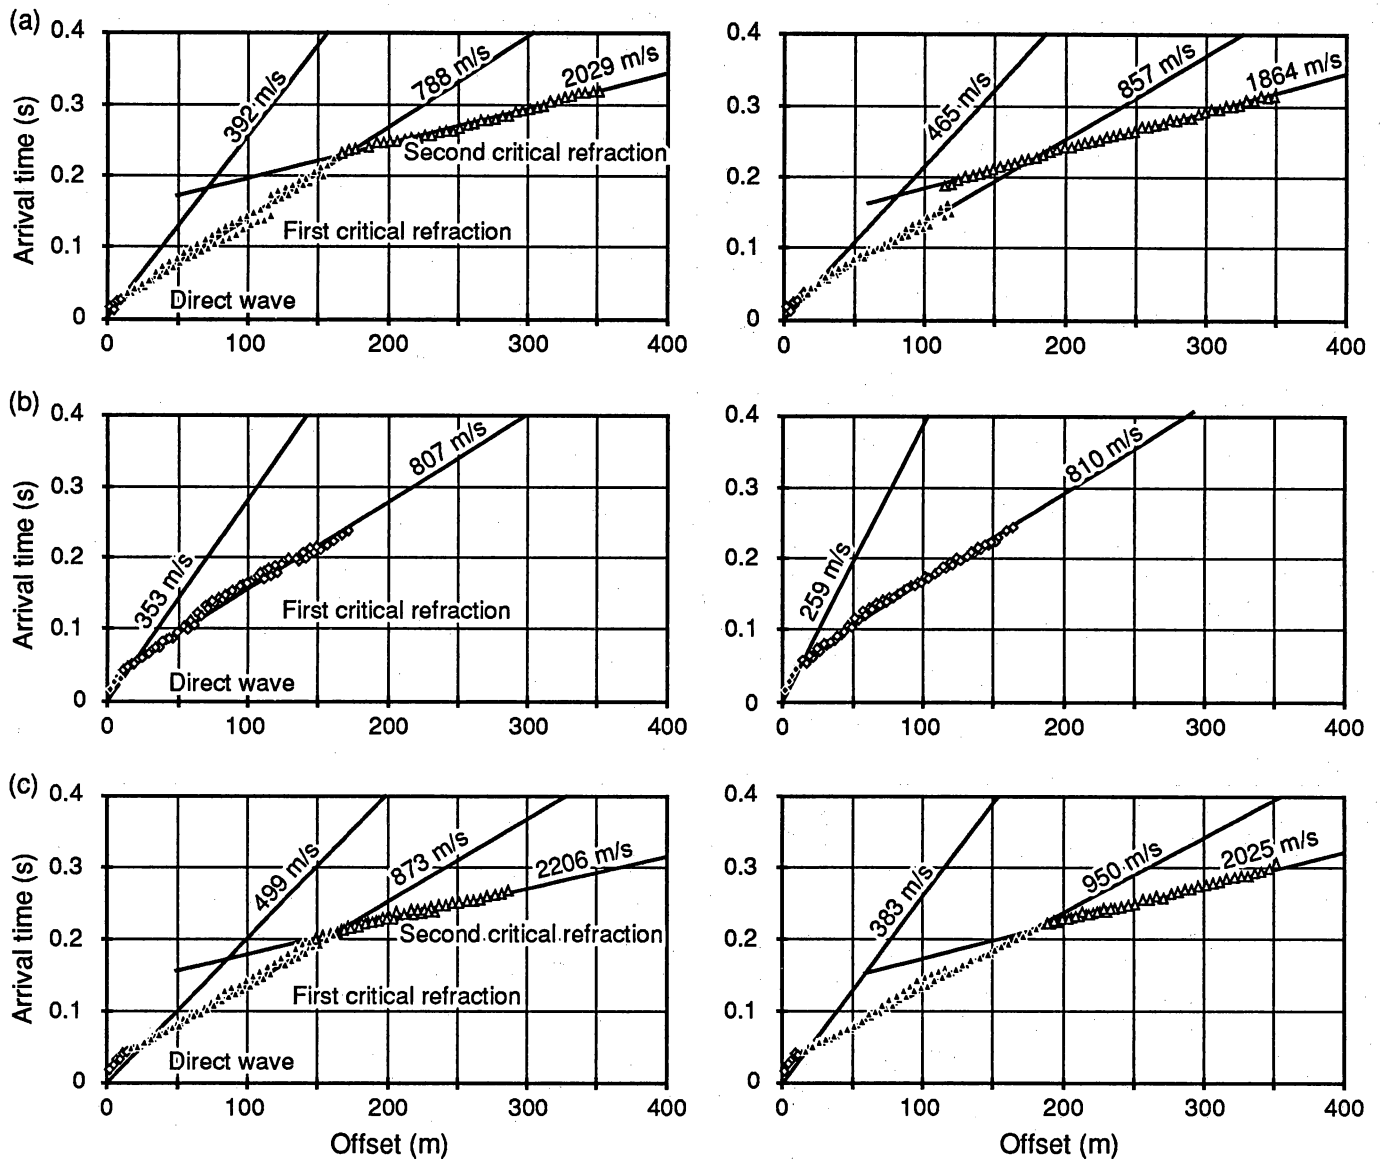 (a)
0.4
0.3
0.2
0.1
0
Arrival time (s)
392 m/s
788 m/s
2029 m/s
Second critical refraction
First critical refraction
Direct wave
0 100 200 300 400
0.4
0.3
0.2
0.1
0
465 m/s
857 m/s
1864 m/s
0 100 200 300 400
(b)
0.4
0.3
0.2
0.1
0
Arrival time (s)
353 m/s
807 m/s
First critical refraction
Direct wave
0 100 200 300 400
0.4
0.3
0.2
0.1
0
259 m/s
810 m/s
0 100 200 300 400
(c)
0.4
0.3
0.2
0.1
0
Arrival time (s)
499 m/s
873 m/s
2206 m/s
Second critical refraction
First critical refraction
Direct wave
0 100 200 300 400
Offset (m)
0.4
0.3
0.2
0.1
0
383 m/s
950 m/s
2025 m/s
0 100 200 300 400
Offset (m)